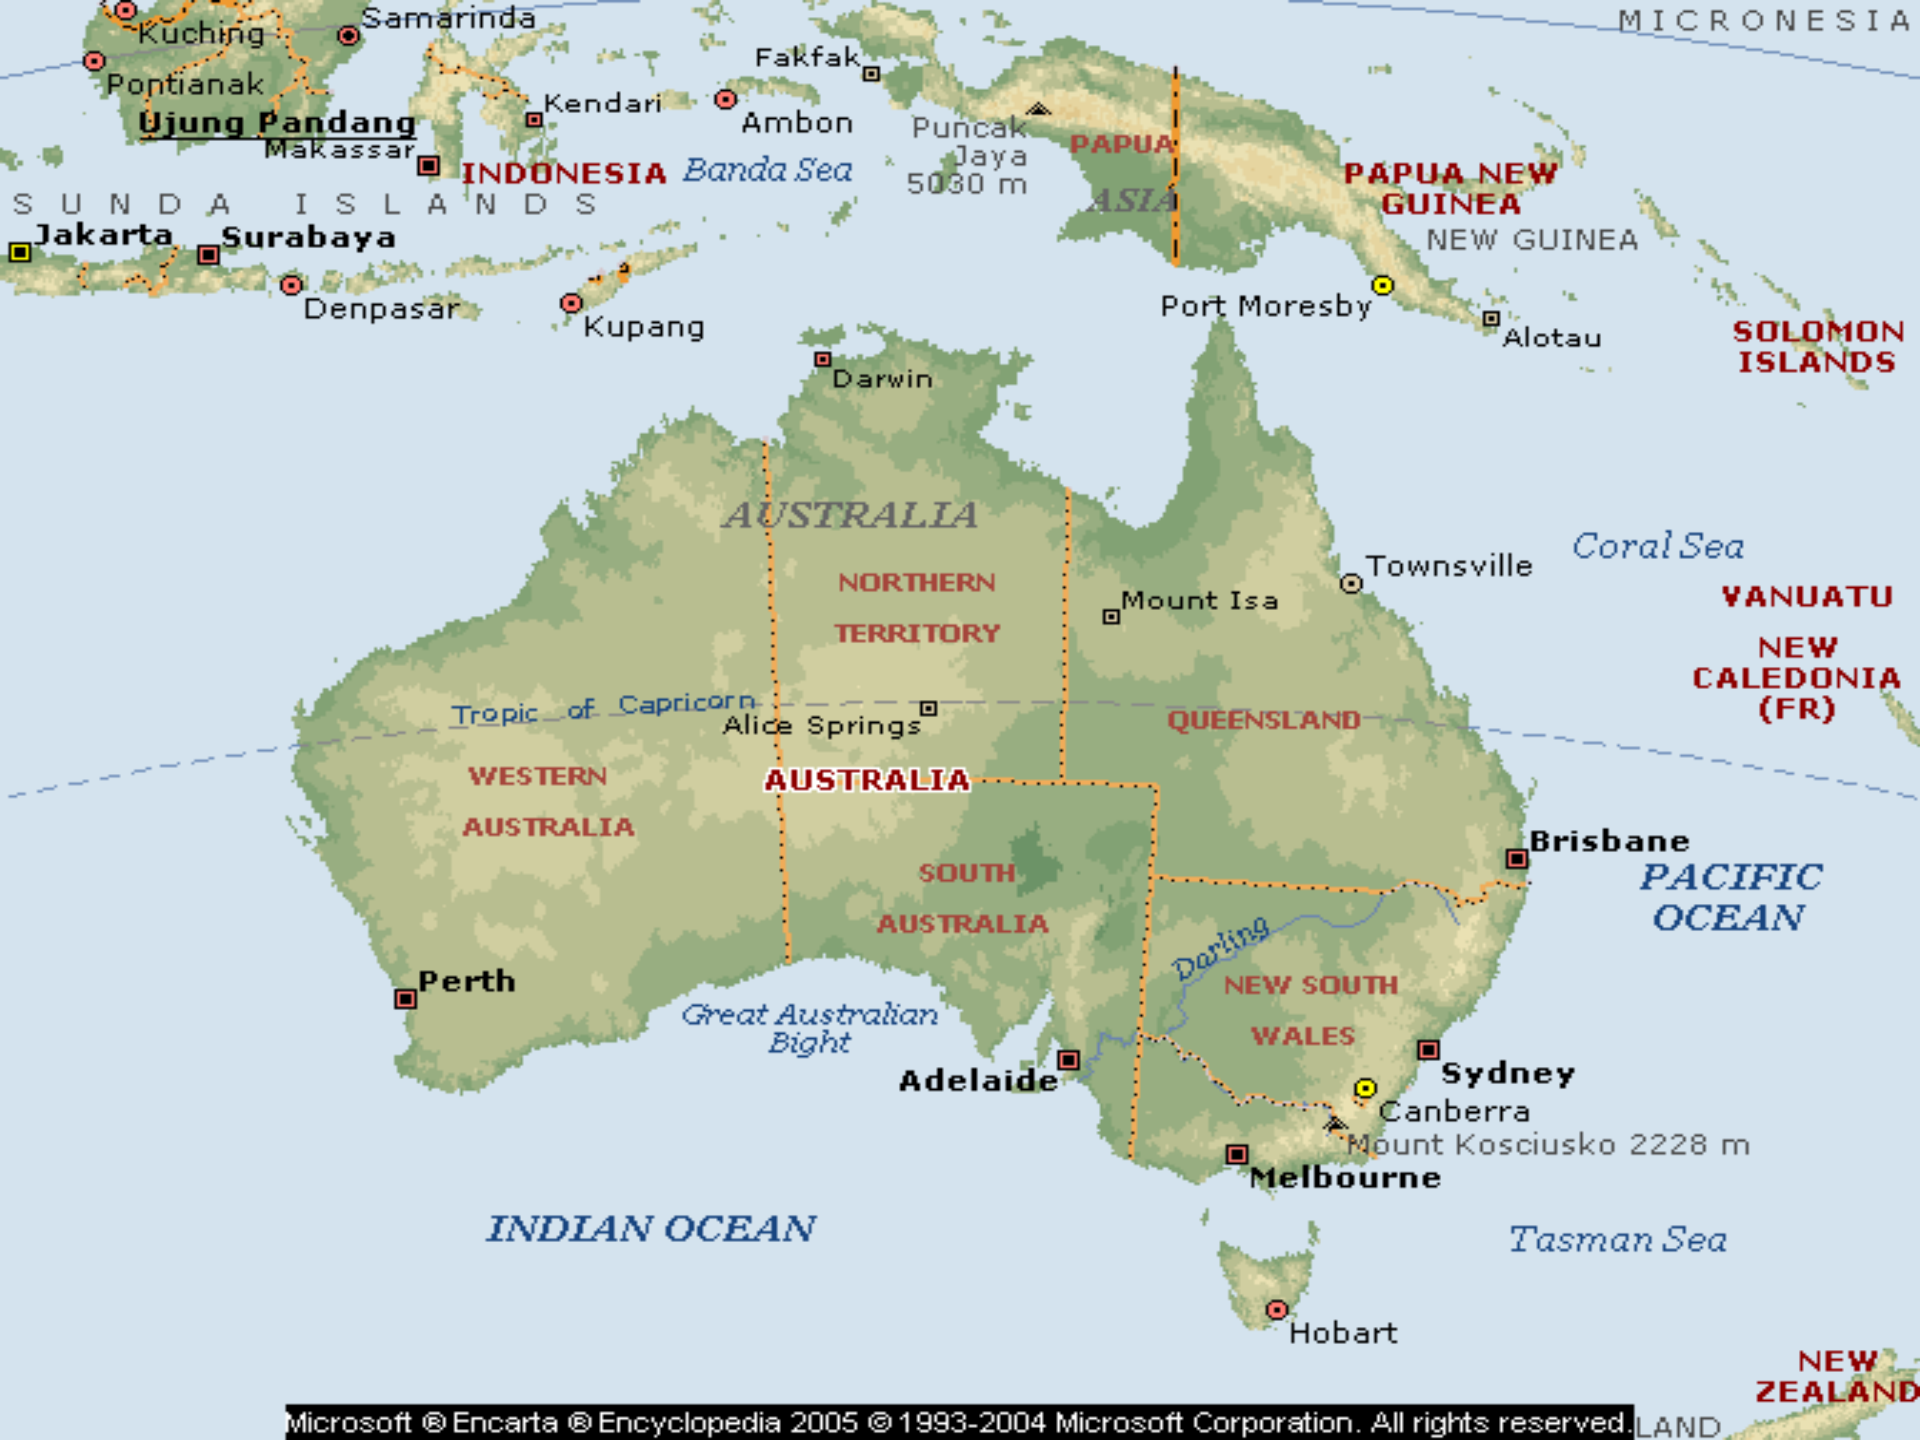 MICRONESIA
Samarinda
Kuching
Fakfak
Pontianak
Kendari
Ambon
Ujung Pandang
Makassar
Puncak
Jaya
5030 m
PAPUA
INDONESIA
Banda Sea
PAPUA NEW
GUINEA
ASIA
SUNDA ISLANDS
Jakarta
Surabaya
NEW GUINEA
Denpasar
Kupang
Port Moresby
Alotau
SOLOMON
ISLANDS
Darwin
AUSTRALIA
Coral Sea
NORTHERN
TERRITORY
Townsville
Mount Isa
VANUATU
NEW
CALEDONIA
(FR)
Tropic of Capricorn
Alice Springs
QUEENSLAND
WESTERN
AUSTRALIA
AUSTRALIA
SOUTH
AUSTRALIA
Brisbane
PACIFIC
OCEAN
Darling
Perth
NEW SOUTH
WALES
Great Australian
Bight
Adelaide
Sydney
Canberra
Mount Kosciusko 2228 m
Melbourne
INDIAN OCEAN
Tasman Sea
Hobart
NEW
ZEALAND
Microsoft ® Encarta ® Encyclopedia 2005 © 1993-2004 Microsoft Corporation. All rights reserved.
LAND